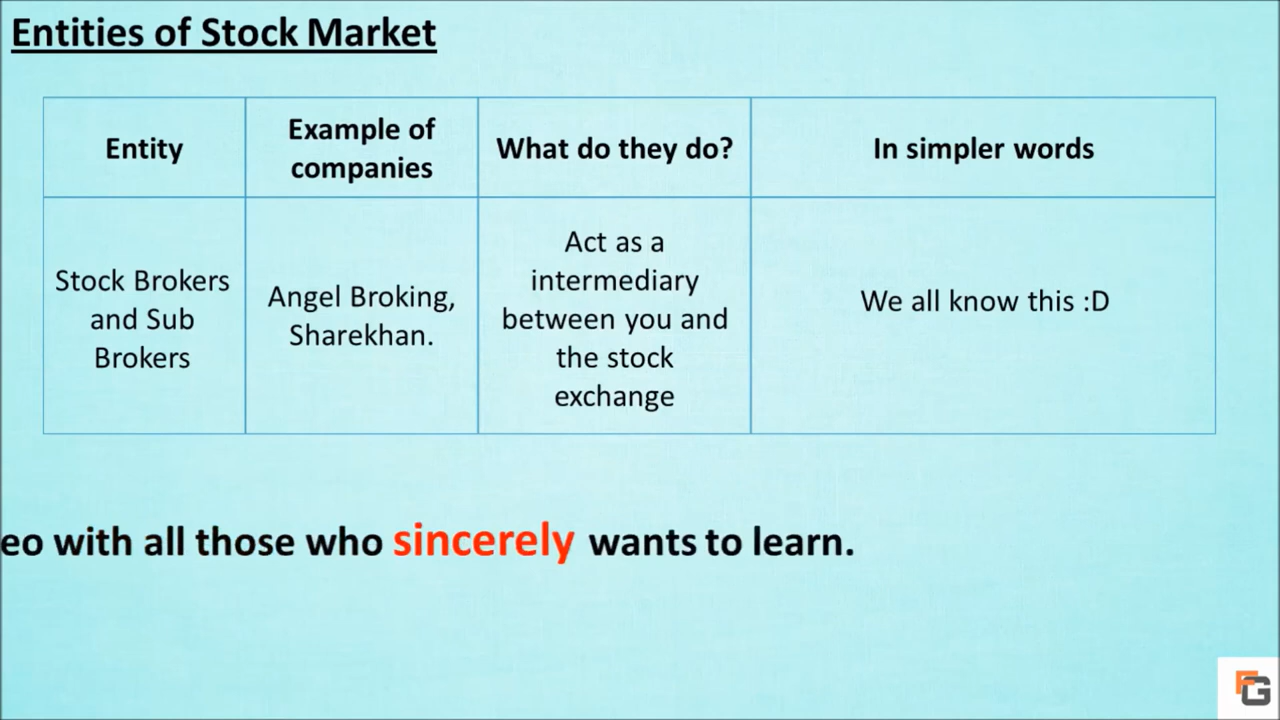 Entities of Stock Market
Entity
Example of
companies
What do they do?
In simpler words
Stock Brokers
and Sub
Brokers
Angel Broking,
Sharekhan.
Act as a
intermediary
between you and
the stock
exchange
We all know this :D
eo with all those who sincerely wants to learn.
FG